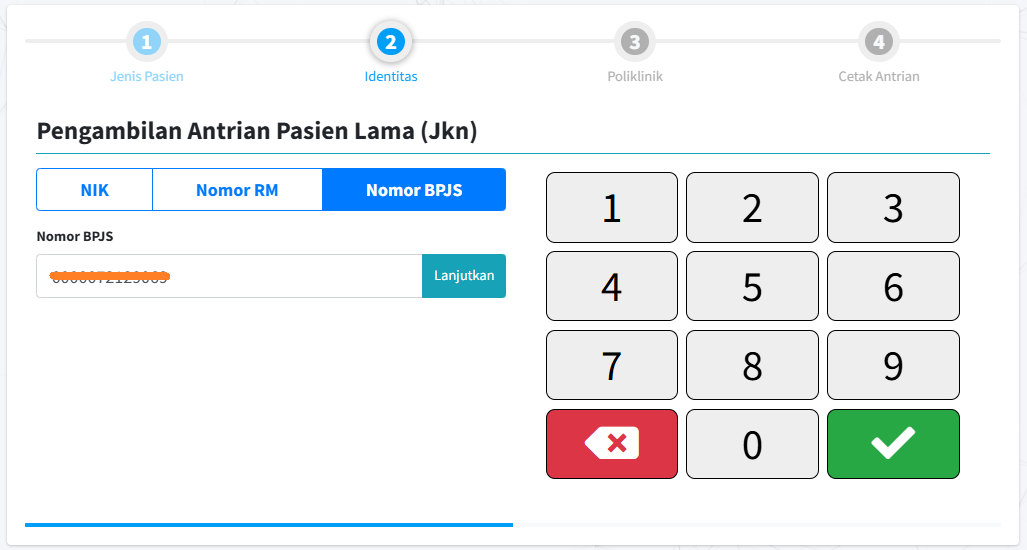 1 2 3 4
Jenis Pasien Identitas Poliklinik Cetak Antrian
Pengambilan Antrian Pasien Lama (Jkn)
NIK Nomor RM Nomor BPJS
Nomor BPJS
Lanjutkan
1 2 3
4 5 6
7 8 9
0